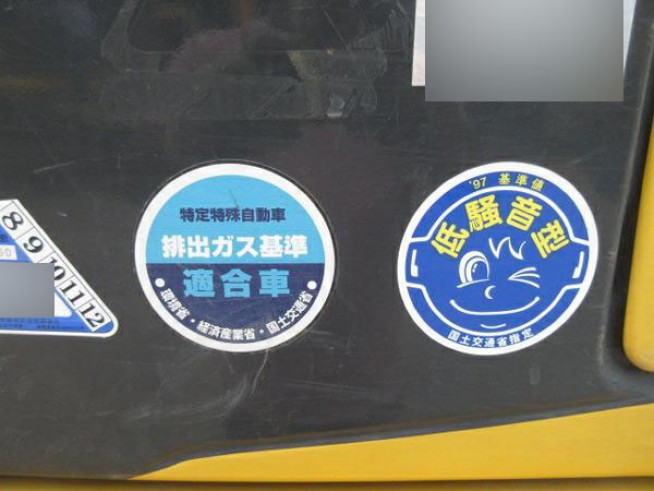 8
9
10
11
12
特定特殊自動車
排出ガス基準
適合車
環境省・経済産業省・国土交通省
'97 基準値
低騒音型
国土交通省指定